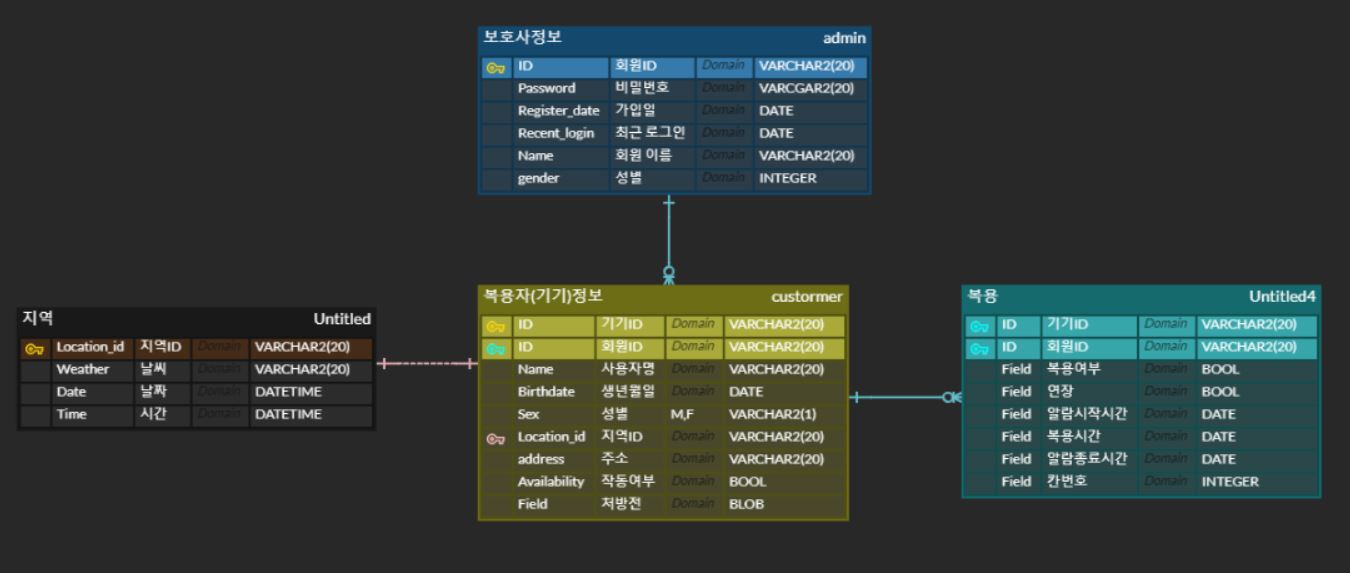 보호사정보 admin
ID 회원ID Domain VARCHAR2(20)
Password 비밀번호 Domain VARCGAR2(20)
Register_date 가입일 Domain DATE
Recent_login 최근 로그인 Domain DATE
Name 회원 이름 Domain VARCHAR2(20)
gender 성별 Domain INTEGER
지역 Untitled
Location_id 지역ID Domain VARCHAR2(20)
Weather 날씨 Domain VARCHAR2(20)
Date 날짜 Domain DATETIME
Time 시간 Domain DATETIME
복용자(기기)정보 custormer
ID 기기ID Domain VARCHAR2(20)
ID 회원ID Domain VARCHAR2(20)
Name 사용자명 Domain VARCHAR2(20)
Birthdate 생년월일 Domain DATE
Sex 성별 M,F VARCHAR2(1)
Location_id 지역ID Domain VARCHAR2(20)
address 주소 Domain VARCHAR2(20)
Availability 작동여부 Domain BOOL
Field 처방전 Domain BLOB
복용 Untitled4
ID 기기ID Domain VARCHAR2(20)
ID 회원ID Domain VARCHAR2(20)
Field 복용여부 Domain BOOL
Field 연장 Domain BOOL
Field 알람시작시간 Domain DATE
Field 복용시간 Domain DATE
Field 알람종료시간 Domain DATE
Field 칸번호 Domain INTEGER